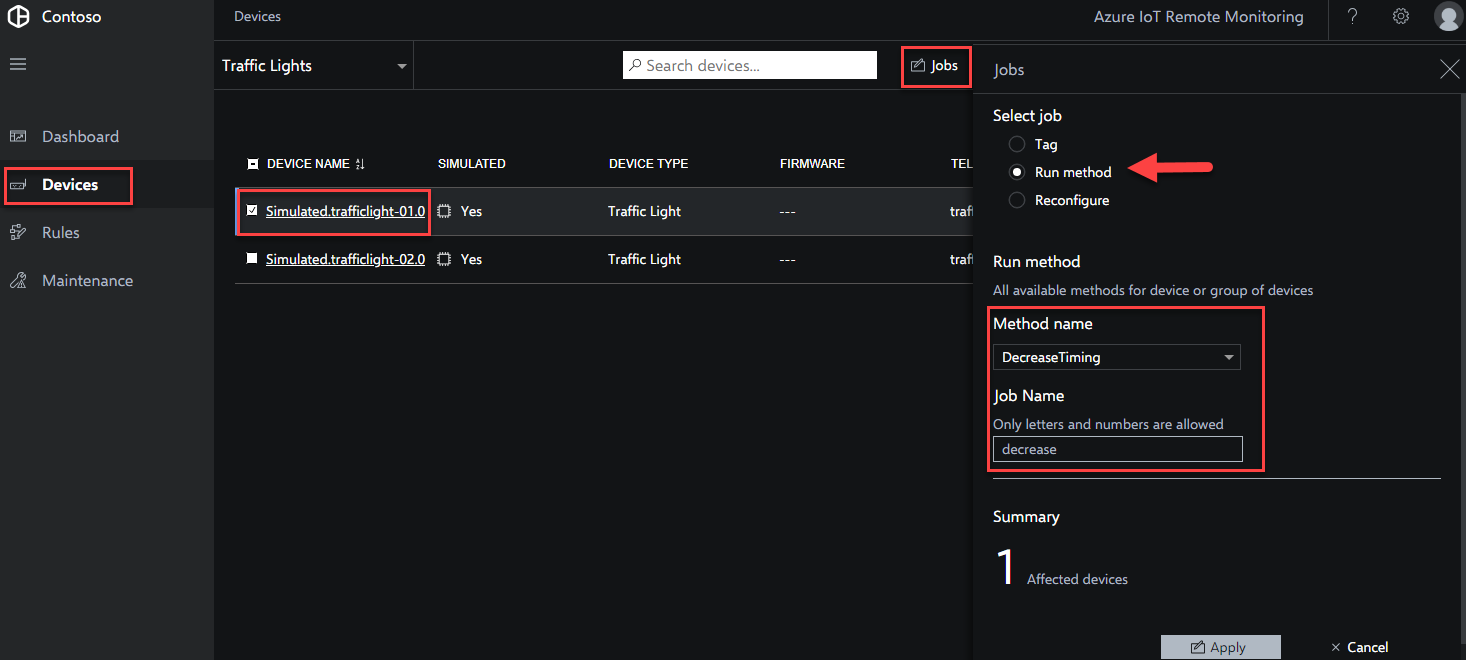 Contoso
Devices
Azure IoT Remote Monitoring
?
Traffic Lights
Search devices...
Jobs
Jobs
Dashboard
Devices
Rules
Maintenance
DEVICE NAME
SIMULATED
DEVICE TYPE
FIRMWARE
TEL
Simulated.trafficlight-01.0
Yes
Traffic Light
---
traff
Simulated.trafficlight-02.0
Yes
Traffic Light
---
traff
Select job
Tag
Run method
Reconfigure
Run method
All available methods for device or group of devices
Method name
DecreaseTiming
Job Name
Only letters and numbers are allowed
decrease
Summary
1 Affected devices
Apply
Cancel